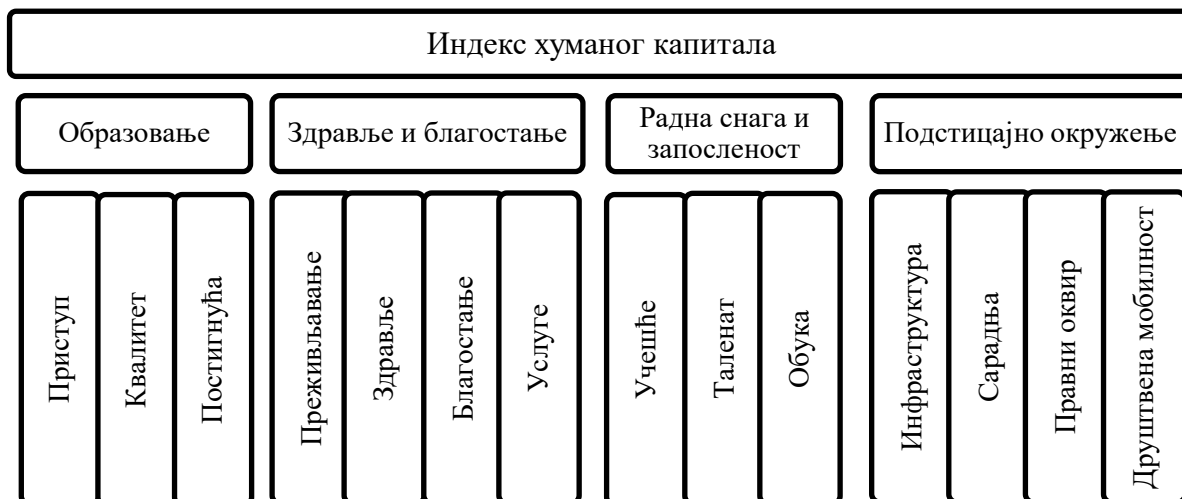 Индекс хуманог капитала
Образовање
Здравље и благостање
Радна снага и
запосленост
Подстицајно окружење
Приступ
Квалитет
Постигнућа
Преживљавање
Здравље
Благостање
Услуге
Учешће
Таленат
Обука
Инфраструктура
Сарадња
Правни оквир
Друштвена мобилност